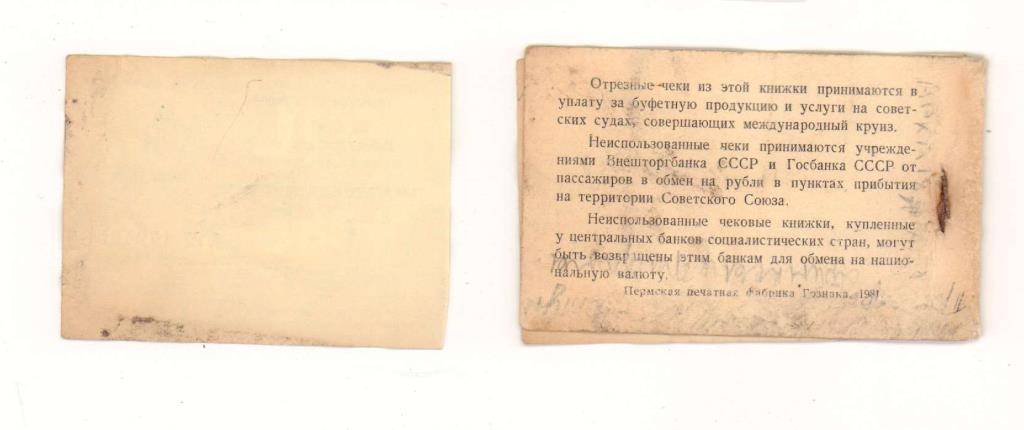 Отрезные чеки из этой книжки принимаются в
уплату за буфетную продукцию и услуги на совет-
ских судах, совершающих международный круиз.
Неиспользованные чеки принимаются учрежде-
ниями Внешторгбанка СССР и Госбанка СССР от
пассажиров в обмен на рубли в пунктах прибытия
на территории Советского Союза.
Неиспользованные чековые книжки, купленные
у центральных банков социалистических стран, могут
быть возвращены этим банкам для обмена на нацио-
нальную валюту.
Пермская печатная фабрика Гознака. 1981.